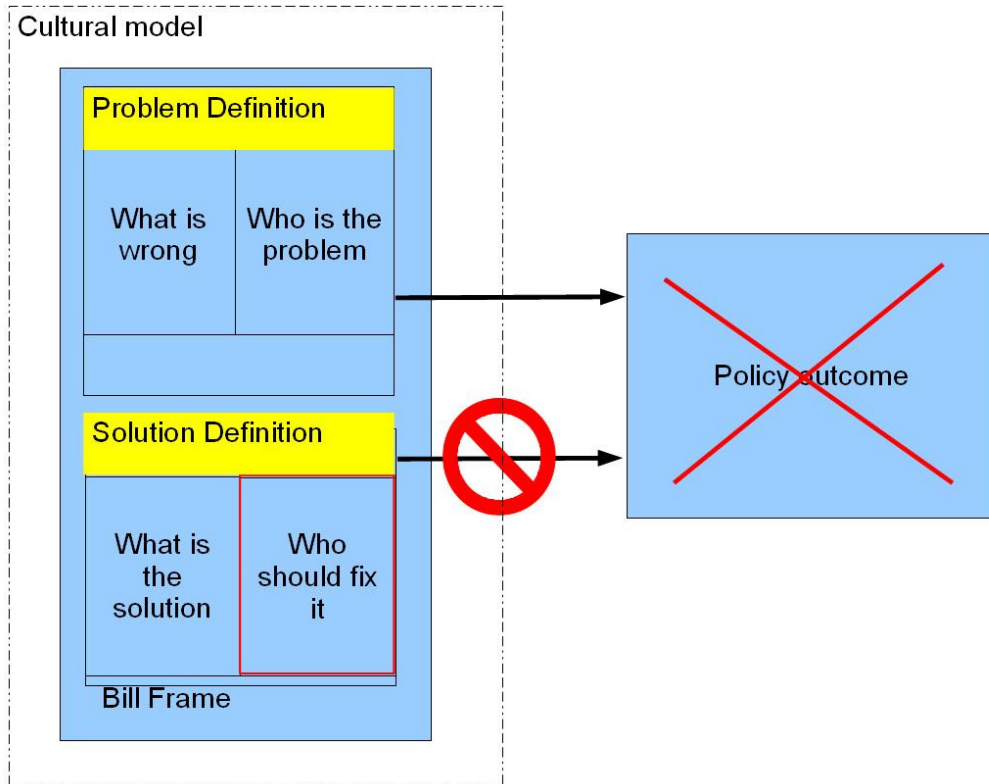 Cultural model
Problem Definition
What is
wrong
Who is the
problem
Policy outcome
Solution Definition
What is
the
solution
Who
should fix
it
Bill Frame